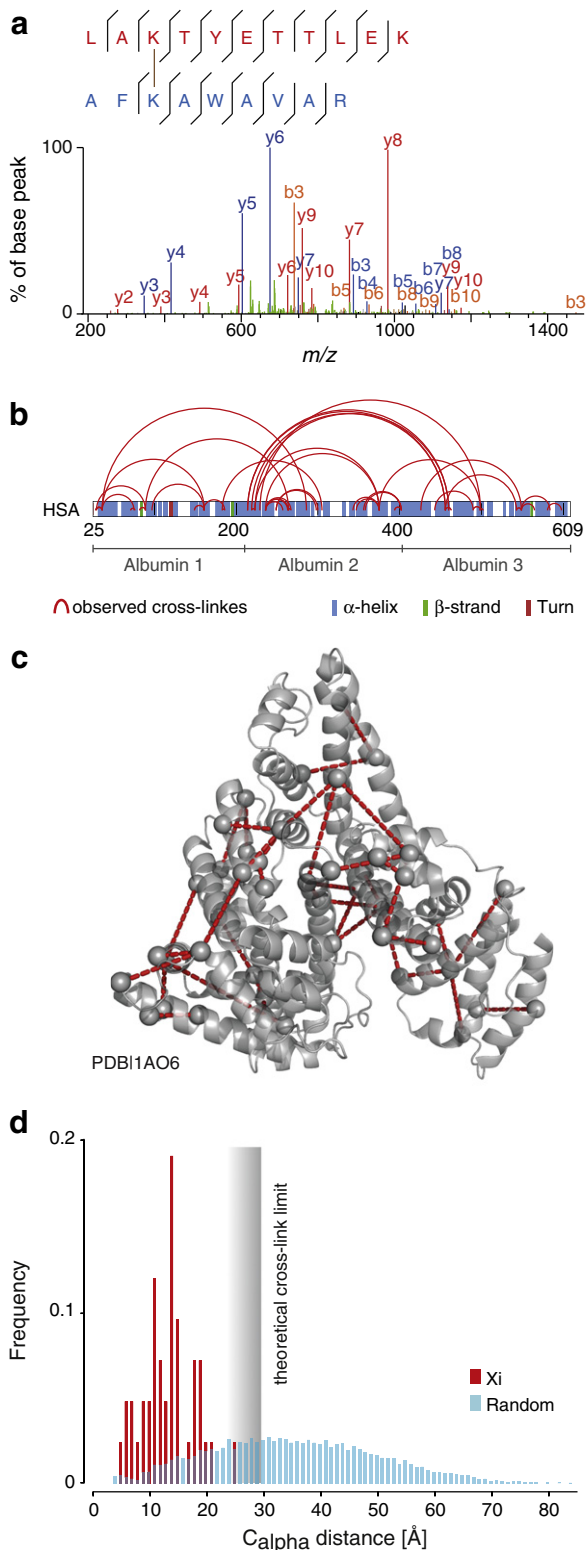 a
L A K T Y E T T L E K
A F K A W A V A R
100
% of base peak
0
y2 y3 y3 y4 y4 y5 y5 y6 b3 y9 y6 y7 y10 b5 y7 b3 b4 b6 y8 b5 b8 b6 b9 b7 y7 b8 y9 y10 b10 b3
200 600 1000 1400
m/z
b
HSA
25 200 400 609
Albumin 1 Albumin 2 Albumin 3
observed cross-linkes α-helix β-strand Turn
c
PDBI1AO6
d
0.2
0.1
0
Frequency
theoretical cross-link limit
Xi
Random
0 10 20 30 40 50 60 70 80
Calpha distance [Å]